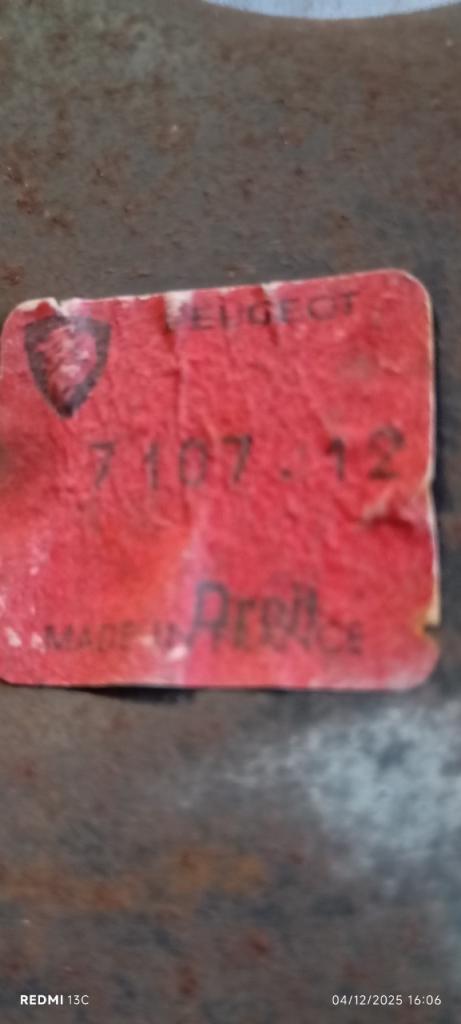 PEUGEOT
7107.12
MADE IN FRANCE
REDMI 13C
04/12/2025 16:06